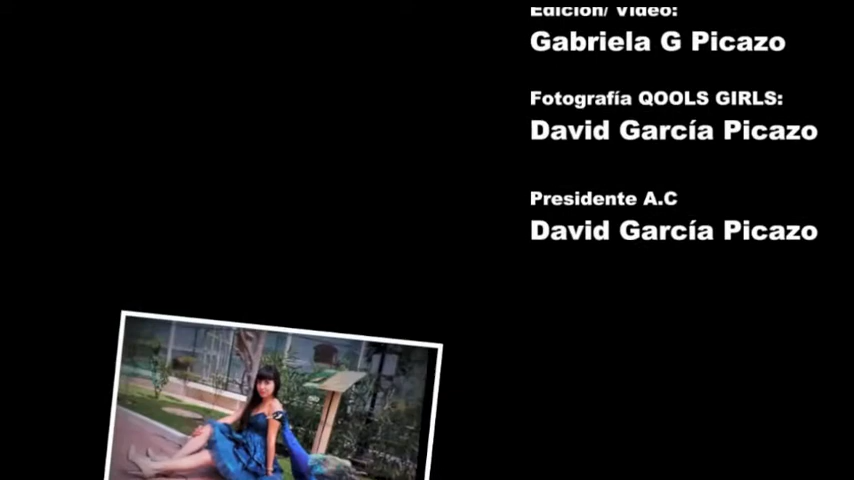 Edición/ Video:
Gabriela G Picazo
Fotografía QOOLS GIRLS:
David García Picazo
Presidente A.C
David García Picazo